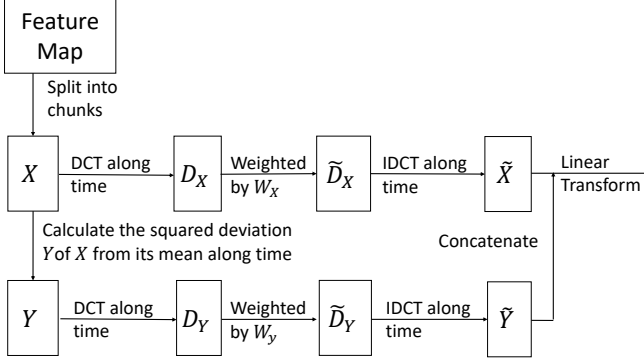 Feature
Map
Split into
chunks
X
DCT along
time
D_X
Weighted
by W_X
D̃_X
IDCT along
time
X̃
Linear
Transform
Calculate the squared deviation
Y of X from its mean along time
Concatenate
Y
DCT along
time
D_Y
Weighted
by W_y
D̃_Y
IDCT along
time
Ỹ